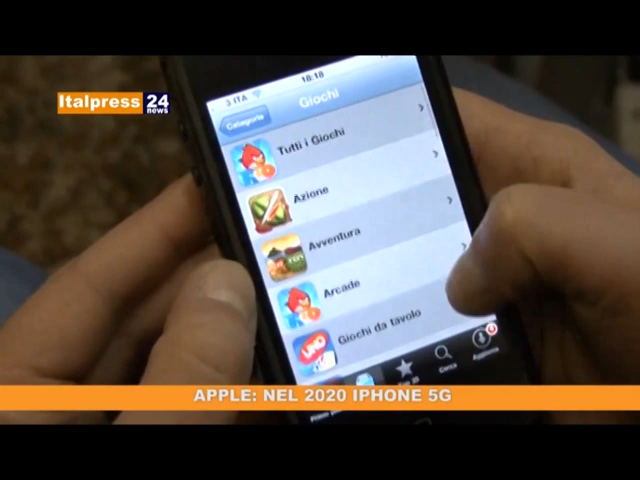 Italpress 24
news
3 ITA 18:18
Categorie Giochi
Tutti i Giochi
Azione
Avventura
Arcade
Giochi da tavolo
UNO
Cerca
Aggiorna
APPLE: NEL 2020 IPHONE 5G